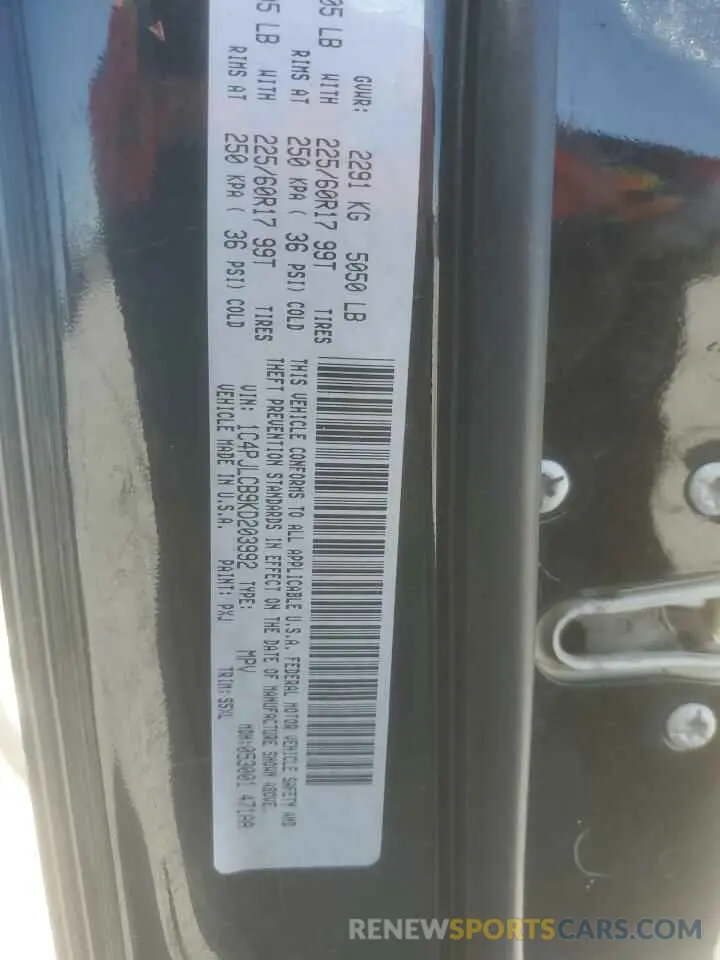 GVWR: 2291 KG 5050 LB
05 LB WITH 225/60R17 99T TIRES
RIMS AT 250 KPA ( 36 PSI) COLD
05 LB WITH 225/60R17 99T TIRES
RIMS AT 250 KPA ( 36 PSI) COLD
THIS VEHICLE CONFORMS TO ALL APPLICABLE U.S.A. FEDERAL MOTOR VEHICLE SAFETY AND
THEFT PREVENTION STANDARDS IN EFFECT ON THE DATE OF MANUFACTURE SHOWN ABOVE.
VIN: 1C4PJLCB9KD203992 TYPE: MPV MDH:053001 471AA
VEHICLE MADE IN U.S.A. PAINT: PXJ TRIM:S5XL
RENEWSPORTSCARS.COM